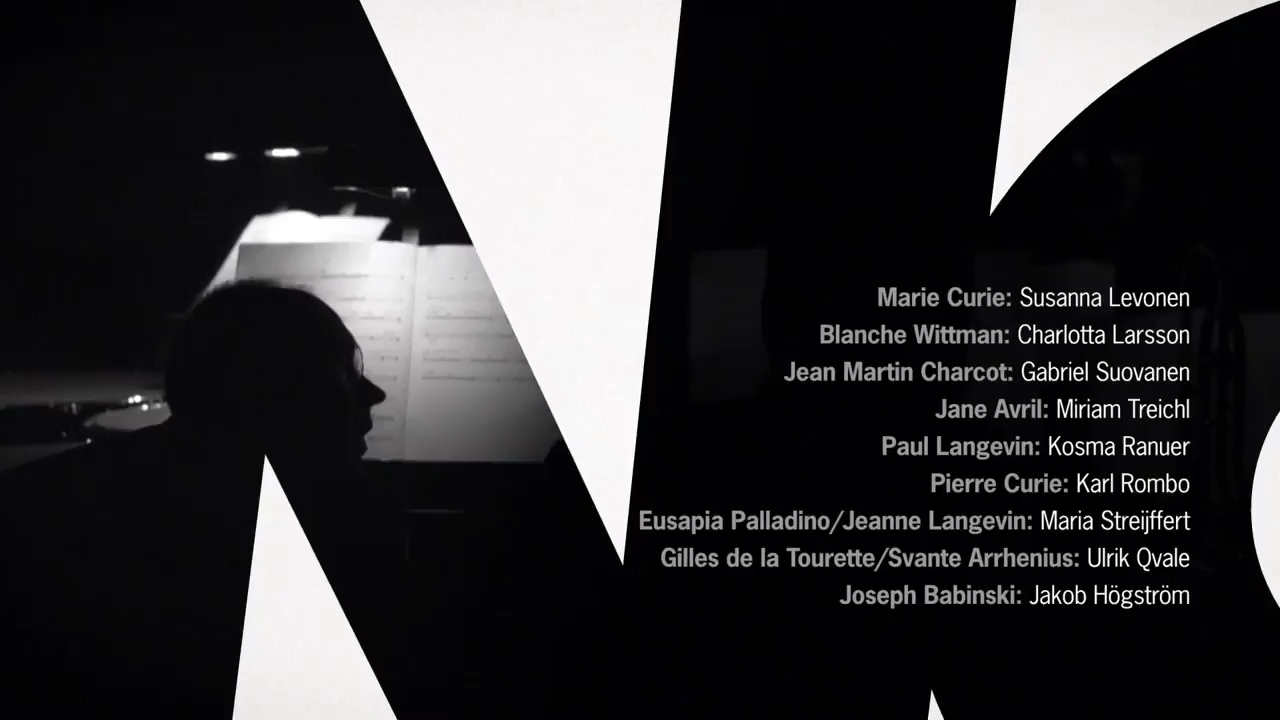 Marie Curie: Susanna Levonen
Blanche Wittman: Charlotta Larsson
Jean Martin Charcot: Gabriel Suovanen
Jane Avril: Miriam Treichl
Paul Langevin: Kosma Ranuer
Pierre Curie: Karl Rombo
Eusapia Palladino/Jeanne Langevin: Maria Streijffert
Gilles de la Tourette/Svante Arrhenius: Ulrik Qvale
Joseph Babinski: Jakob Högström